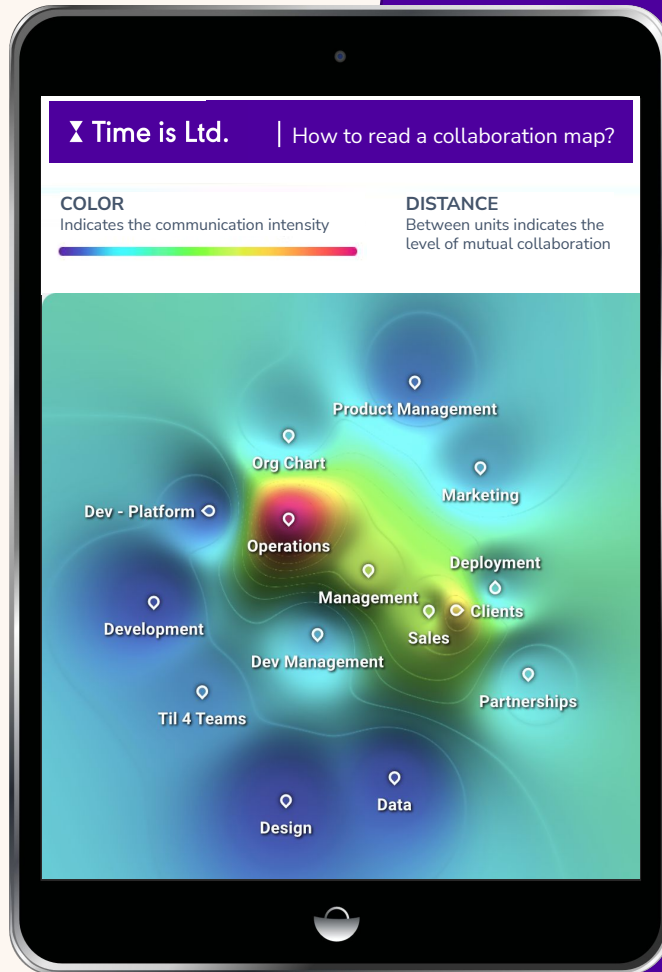 Time is Ltd.
| How to read a collaboration map?
COLOR
Indicates the communication intensity
DISTANCE
Between units indicates the
level of mutual collaboration
Product Management
Org Chart
Marketing
Dev - Platform
Operations
Deployment
Management
Clients
Sales
Development
Dev Management
Partnerships
Til 4 Teams
Data
Design